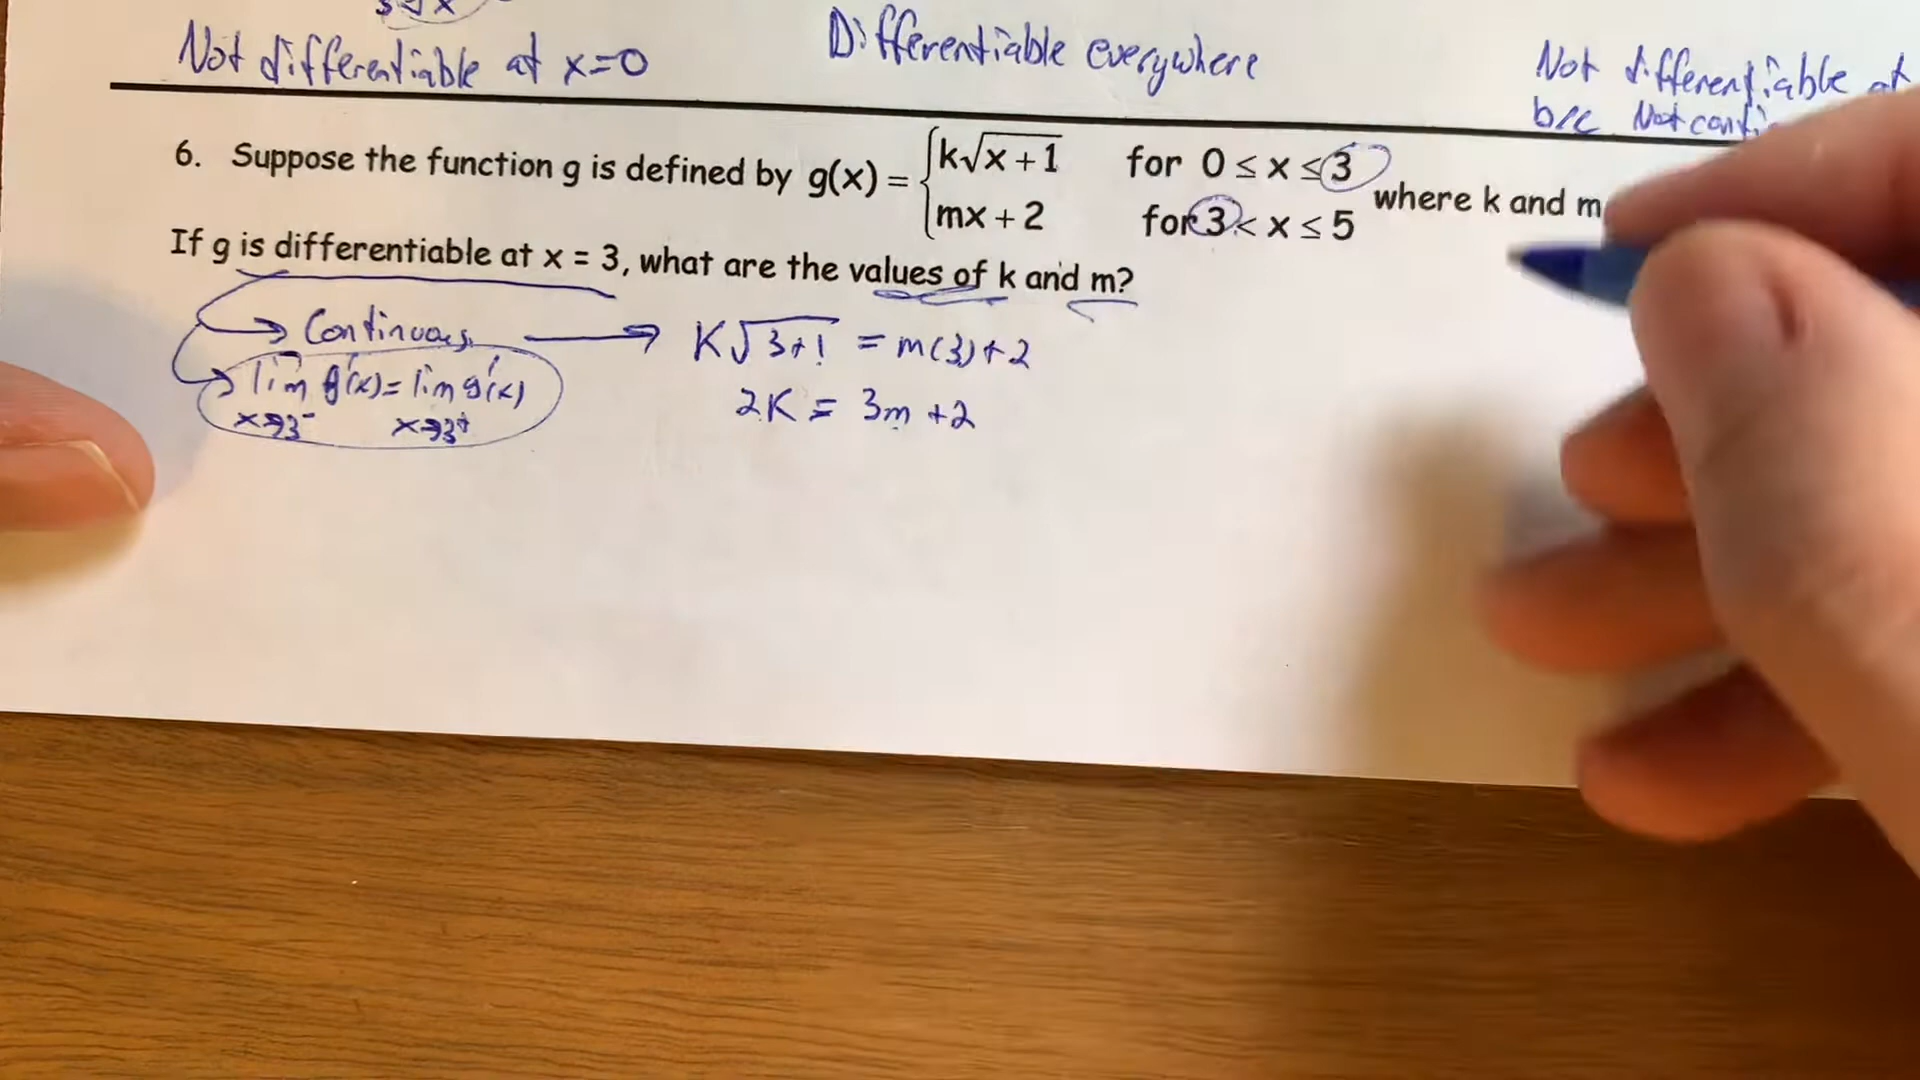 Not differentiable at x=0
Differentiable everywhere
Not differentiable at
b/c Not conti
6. Suppose the function g is defined by g(x) = { k√x + 1 for 0 ≤ x ≤ 3
mx + 2 for 3 < x ≤ 5 where k and m
If g is differentiable at x = 3, what are the values of k and m?
→ Continuous → K√3+1 = m(3)+2
→ lim g'(x) = lim g'(x)
x→3⁻ x→3⁺
2K = 3m +2